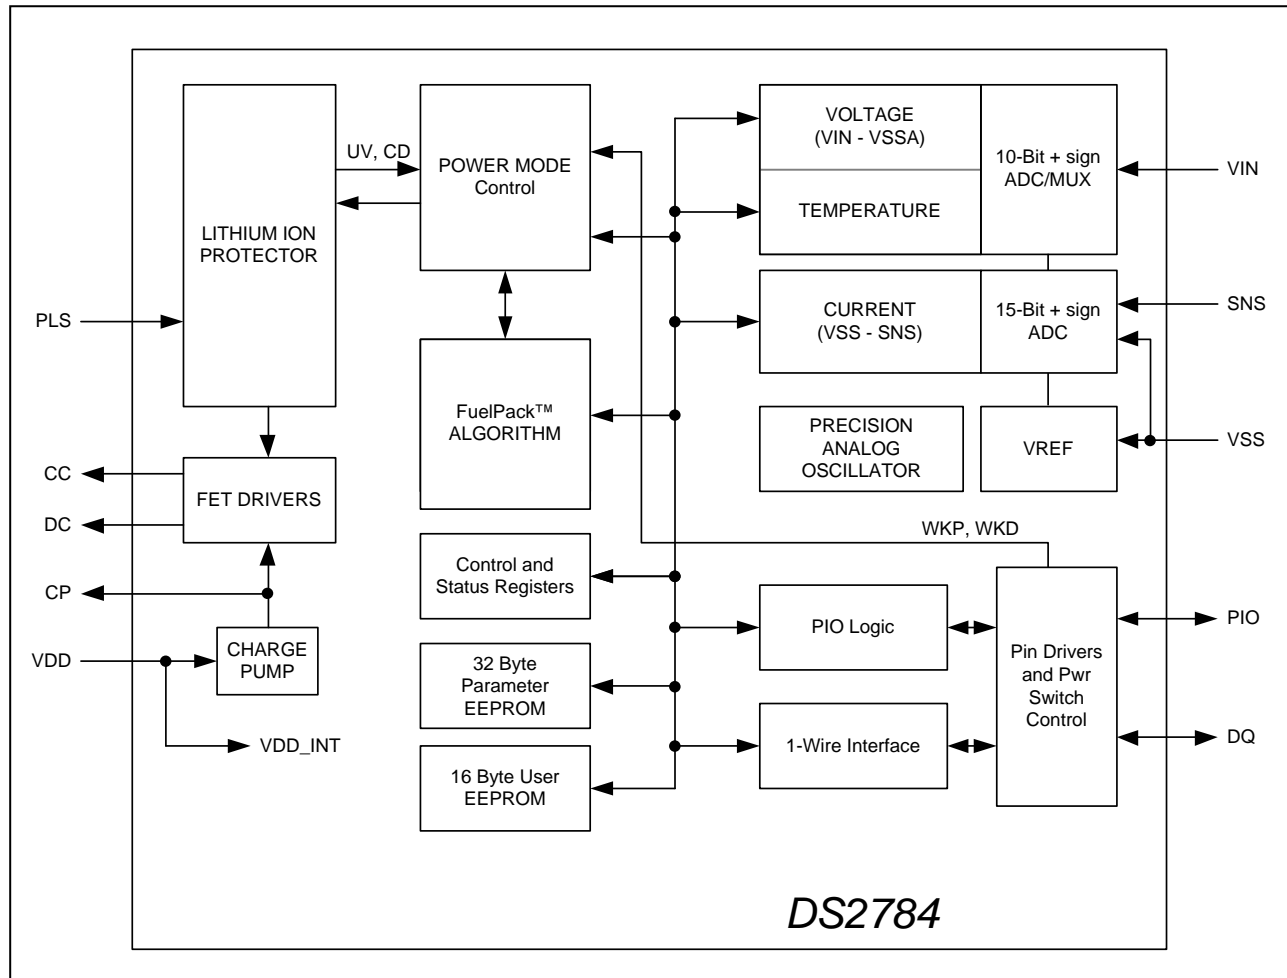 VOLTAGE
(VIN - VSSA)
10-Bit + sign
ADC/MUX
VIN
UV, CD
POWER MODE
Control
TEMPERATURE
LITHIUM ION
PROTECTOR
PLS
CURRENT
(VSS - SNS)
15-Bit + sign
ADC
SNS
FuelPack™
ALGORITHM
PRECISION
ANALOG
OSCILLATOR
VREF
VSS
CC
DC
FET DRIVERS
CP
WKP, WKD
Control and
Status Registers
PIO Logic
Pin Drivers
and Pwr
Switch
Control
PIO
VDD
CHARGE
PUMP
32 Byte
Parameter
EEPROM
VDD_INT
1-Wire Interface
DQ
16 Byte User
EEPROM
DS2784